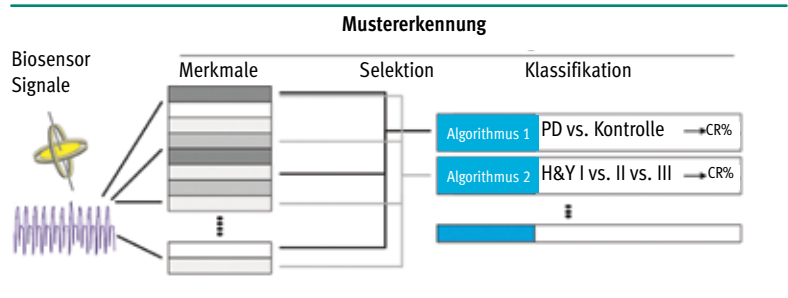 Mustererkennung
Biosensor
Signale
Merkmale
Selektion
Klassifikation
Algorithmus 1 PD vs. Kontrolle →CR%
Algorithmus 2 H&Y I vs. II vs. III →CR%